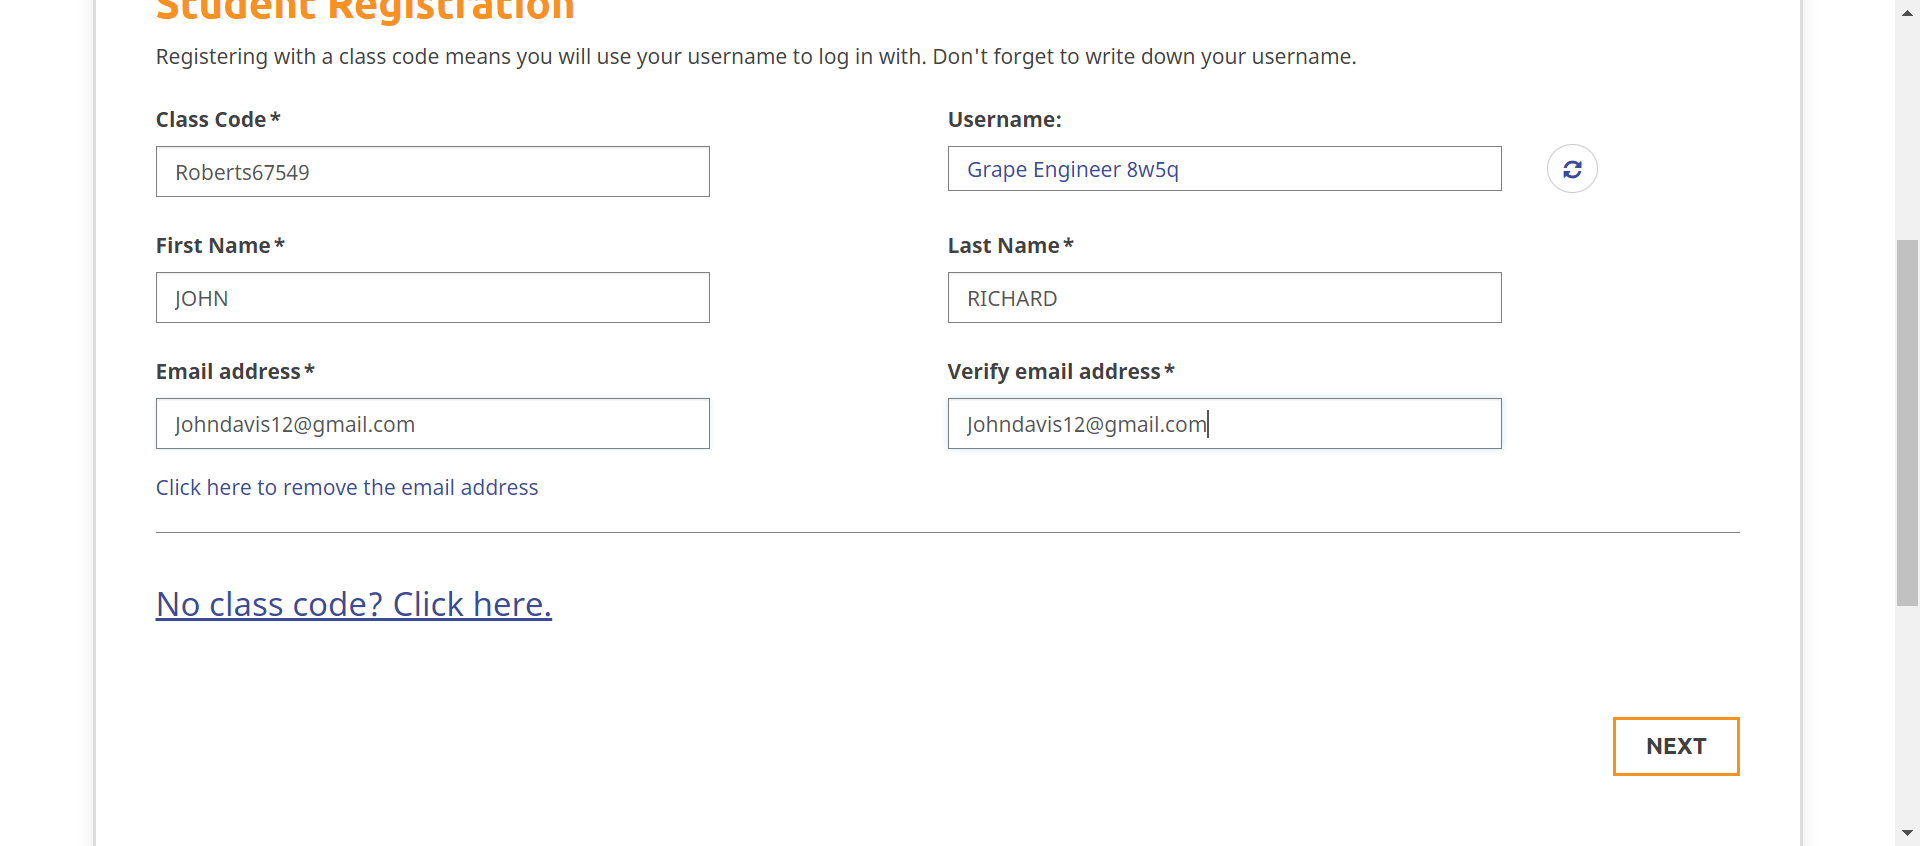 Student Registration
Registering with a class code means you will use your username to log in with. Don't forget to write down your username.
Class Code*
Username:
Roberts67549
Grape Engineer 8w5q
First Name*
Last Name*
JOHN
RICHARD
Email address*
Verify email address*
Johndavis12@gmail.com
Johndavis12@gmail.com
Click here to remove the email address
No class code? Click here.
NEXT